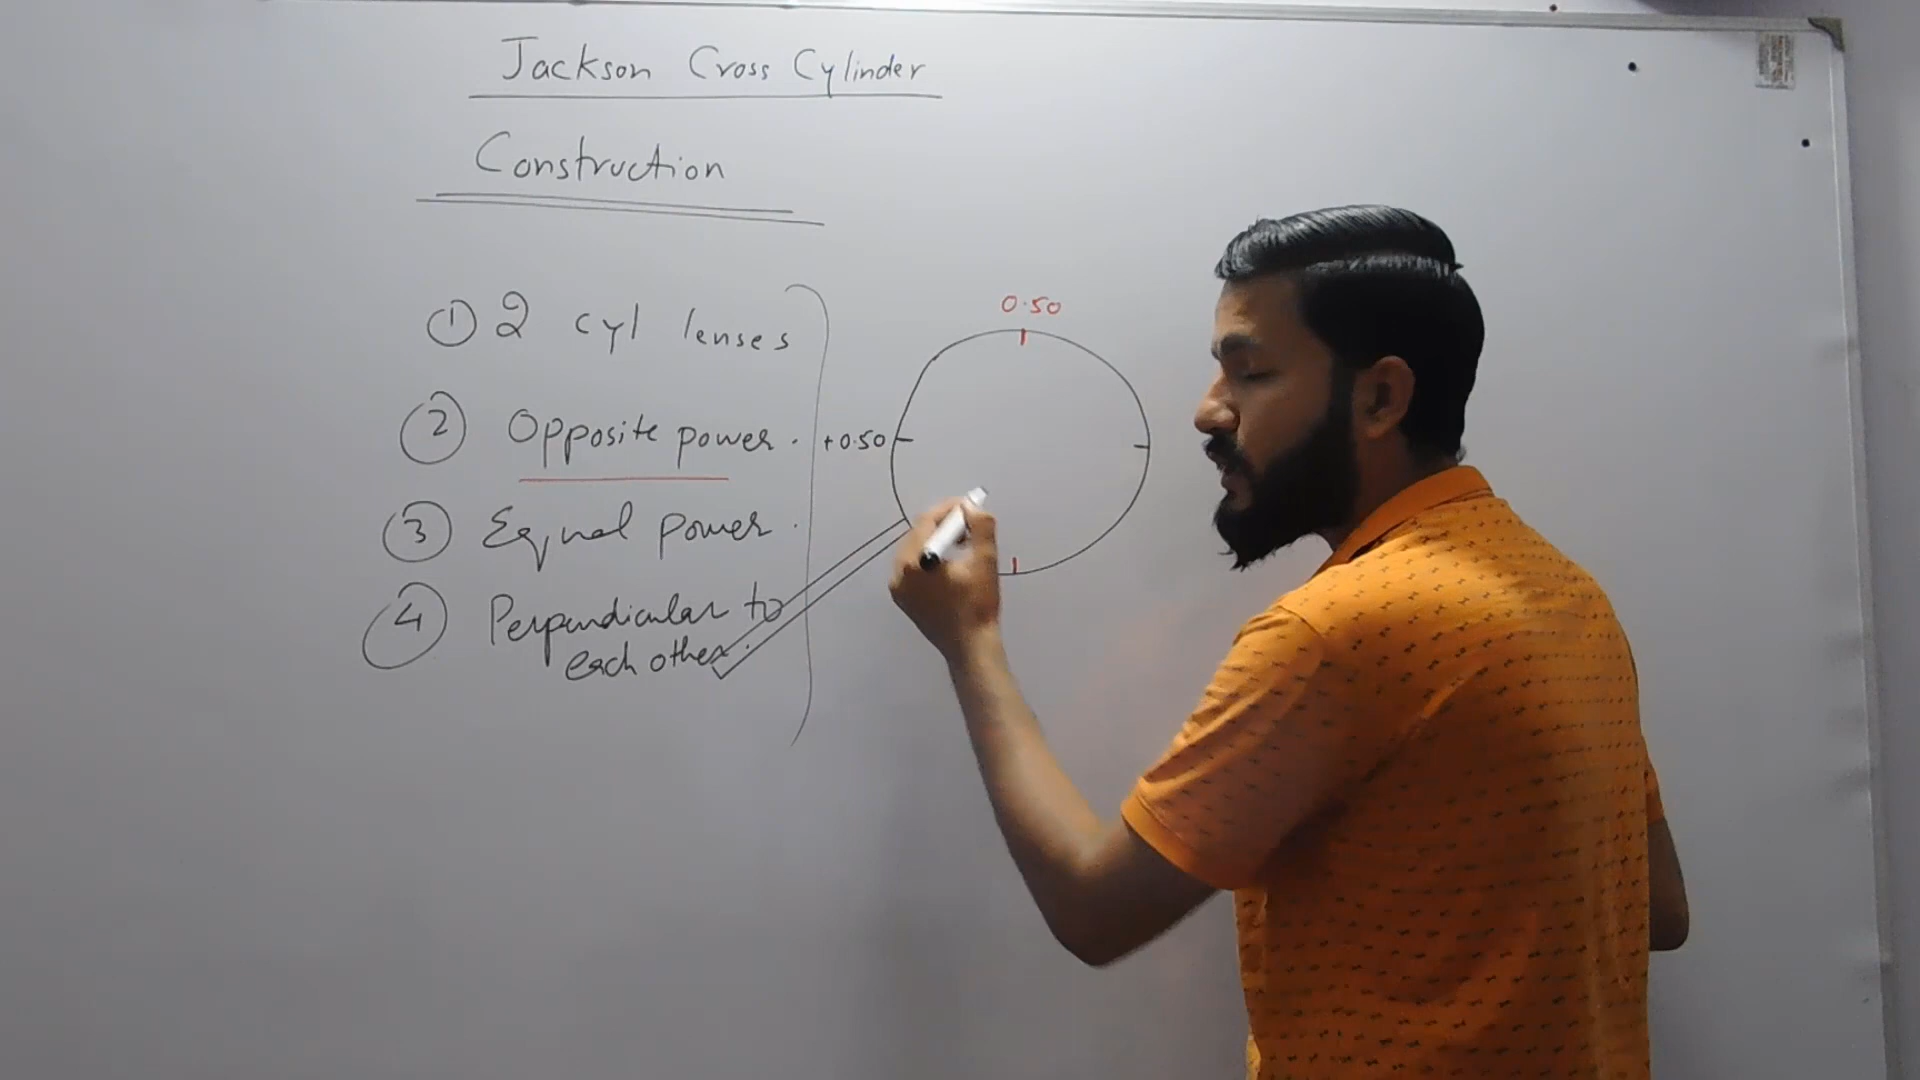 Jackson Cross Cylinder
Construction
① 2 cyl lenses
② Opposite power.
③ Equal power.
④ Perpendicular to
each other.
0.50
+0.50